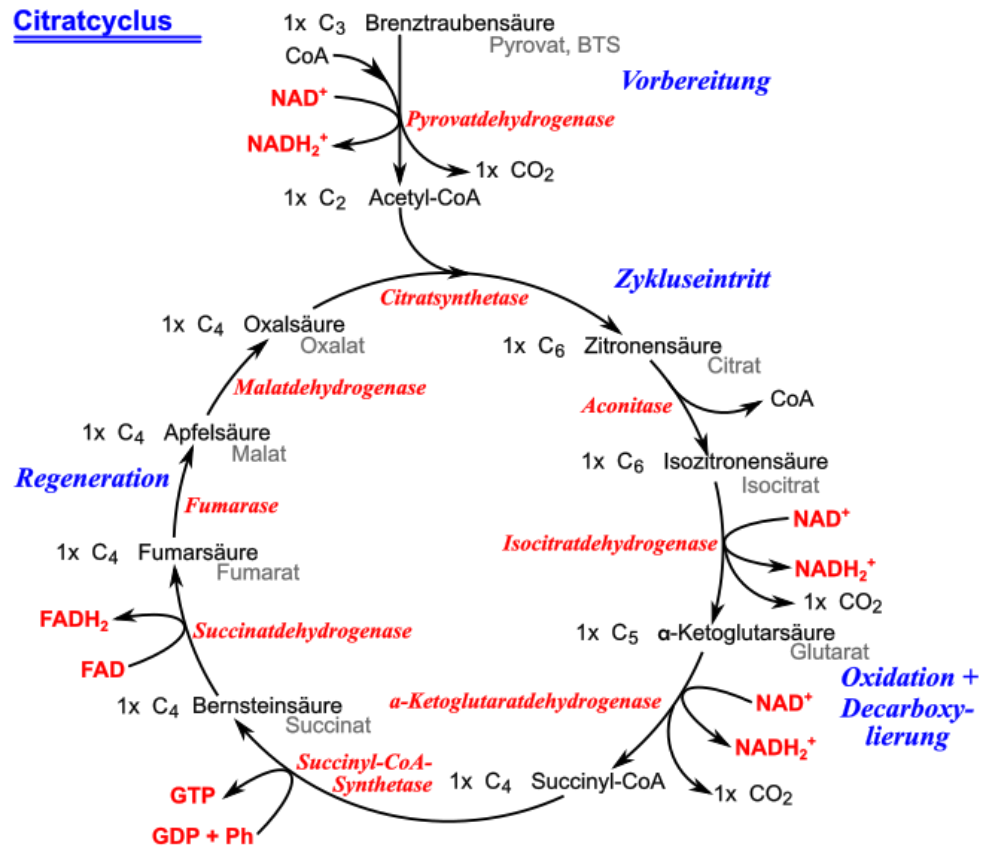 Citratcyclus
1x C3 Brenztraubensäure
Pyrovat, BTS
CoA
Vorbereitung
NAD+
Pyrovatdehydrogenase
NADH2+
1x CO2
1x C2 Acetyl-CoA
Zykluseintritt
Citratsynthetase
1x C4 Oxalsäure
Oxalat
1x C6 Zitronensäure
Citrat
Malatdehydrogenase
Aconitase
CoA
1x C4 Apfelsäure
Malat
1x C6 Isozitronensäure
Isocitrat
Regeneration
Fumarase
NAD+
Isocitratdehydrogenase
NADH2+
1x CO2
1x C4 Fumarsäure
Fumarat
FADH2
Succinatdehydrogenase
FAD
1x C5 α-Ketoglutarsäure
Glutarat
Oxidation +
Decarboxy-
lierung
1x C4 Bernsteinsäure
Succinat
α-Ketoglutaratdehydrogenase
NAD+
NADH2+
Succinyl-CoA-
Synthetase
1x C4 Succinyl-CoA
1x CO2
GTP
GDP + Ph